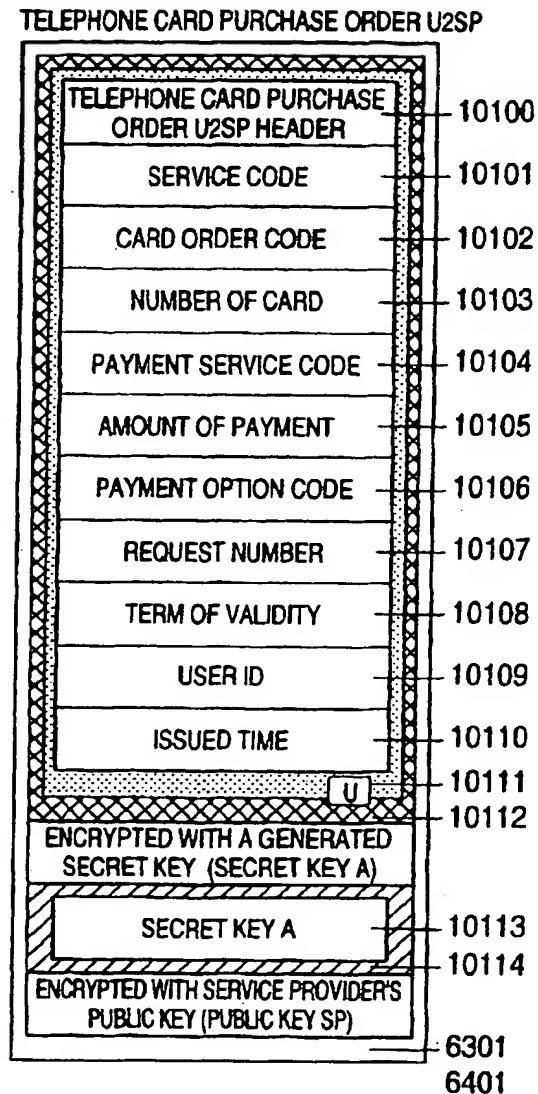 TELEPHONE CARD PURCHASE ORDER U2SP
TELEPHONE CARD PURCHASE
ORDER U2SP HEADER
10100
SERVICE CODE
10101
CARD ORDER CODE
10102
NUMBER OF CARD
10103
PAYMENT SERVICE CODE
10104
AMOUNT OF PAYMENT
10105
PAYMENT OPTION CODE
10106
REQUEST NUMBER
10107
TERM OF VALIDITY
10108
USER ID
10109
ISSUED TIME
10110
U
10111
10112
ENCRYPTED WITH A GENERATED
SECRET KEY (SECRET KEY A)
SECRET KEY A
10113
10114
ENCRYPTED WITH SERVICE PROVIDER'S
PUBLIC KEY (PUBLIC KEY SP)
6301
6401